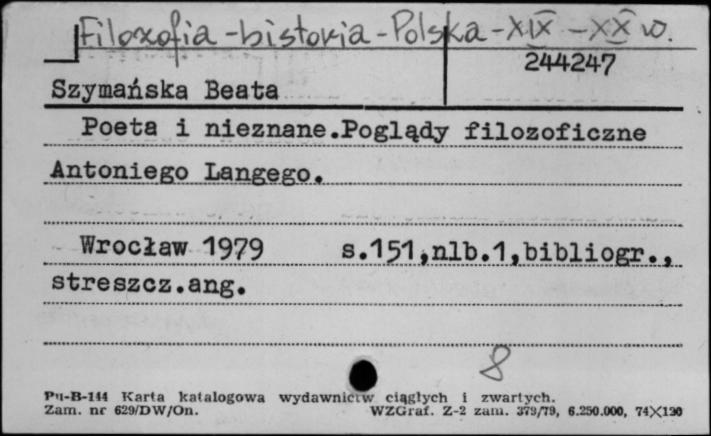 Filozofia-historia-Polska-XIX-XX w.
244247
Szymańska Beata
Poeta i nieznane.Poglądy filozoficzne
Antoniego Langego.
Wrocław 1979 s.151,nlb.1,bibliogr.,
streszcz.ang.
8
Pu-B-144 Karta katalogowa wydawnictw ciągłych i zwartych.
Zam. nr 629/DW/On. WZGraf. Z-2 zam. 379/79, 6.250.000, 74X120